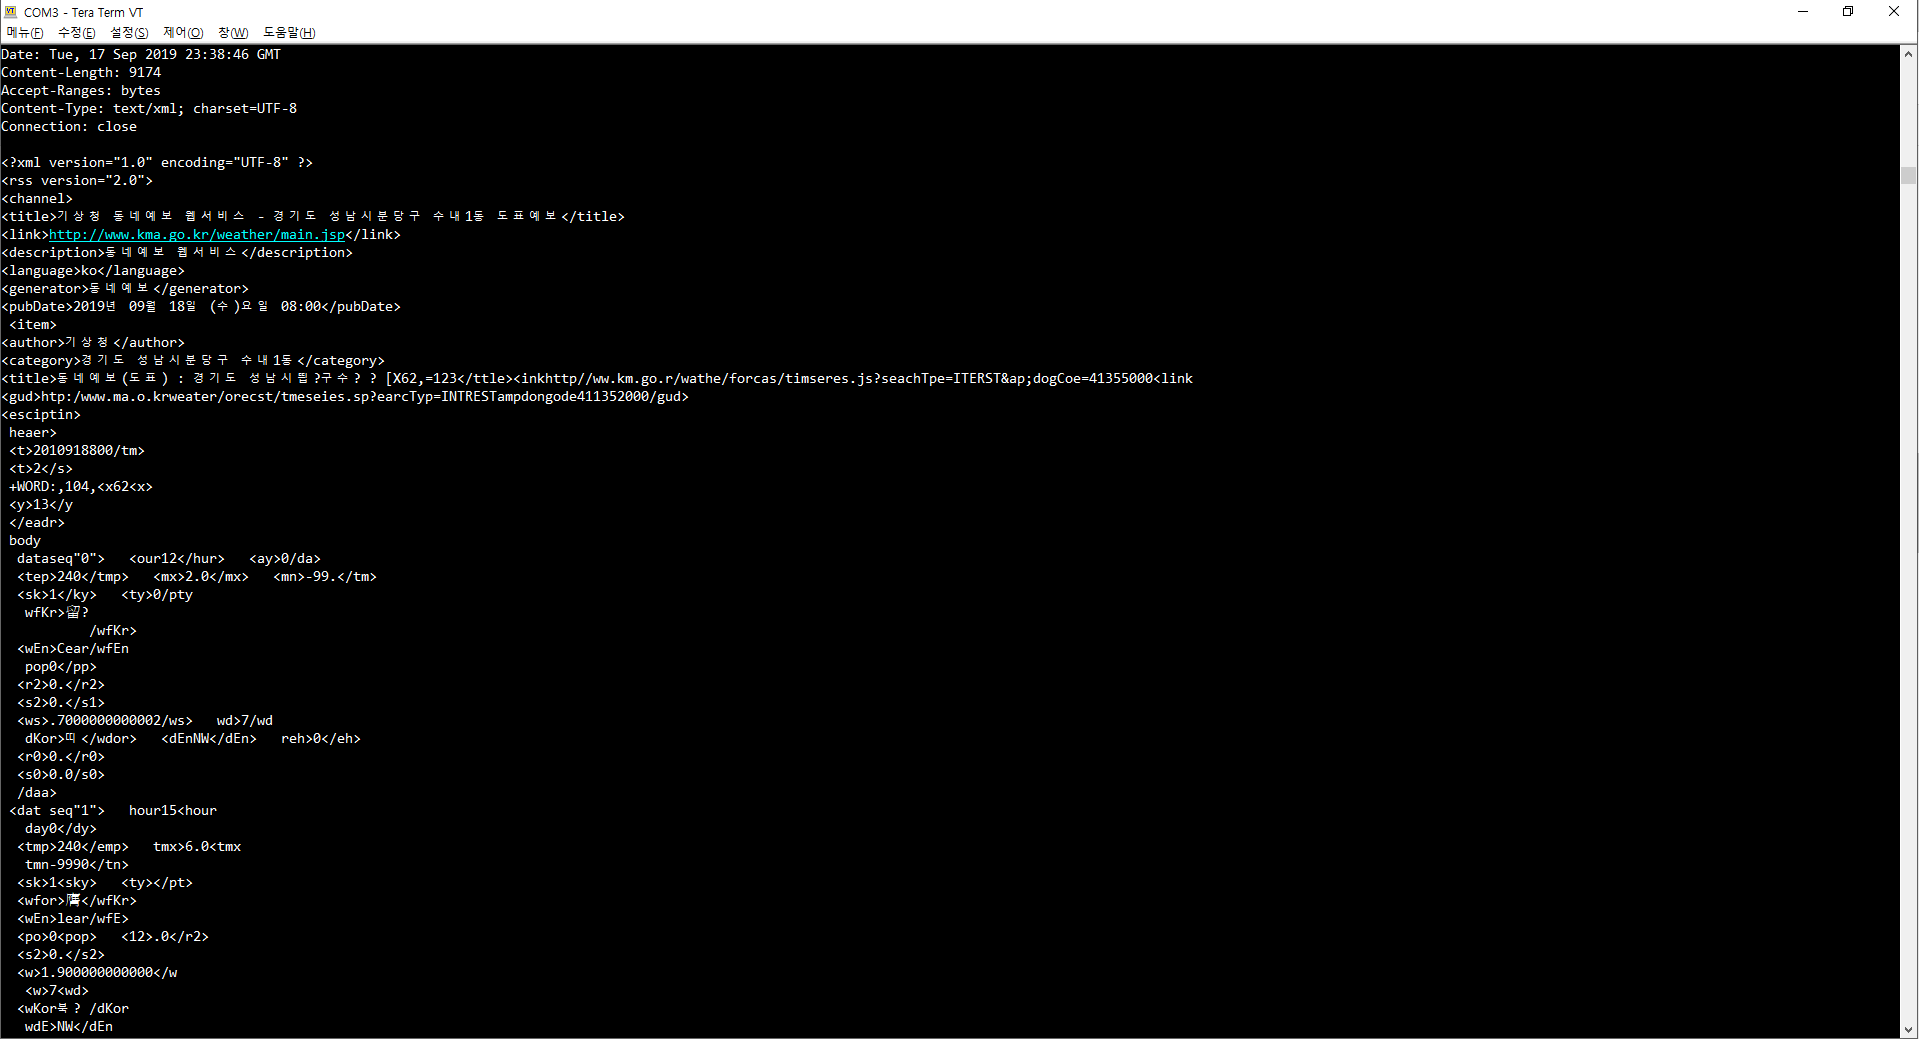 COM3 - Tera Term VT
메뉴(F) 수정(E) 설정(S) 제어(O) 창(W) 도움말(H)
Date: Tue, 17 Sep 2019 23:38:46 GMT
Content-Length: 9174
Accept-Ranges: bytes
Content-Type: text/xml; charset=UTF-8
Connection: close
<?xml version="1.0" encoding="UTF-8" ?>
<rss version="2.0">
<channel>
<title>기상청 동네예보 웹서비스 - 경기도 성남시분당구 수내1동 도표예보</title>
<link>http://www.kma.go.kr/weather/main.jsp</link>
<description>동네예보 웹서비스</description>
<language>ko</language>
<generator>동네예보</generator>
<pubDate>2019년 09월 18일 (수)요일 08:00</pubDate>
<item>
<author>기상청</author>
<category>경기도 성남시분당구 수내1동</category>
<title>동네예보(도표) : 경기도 성남시띕?구수? ? [X62,=123</ttle><inkhttp//ww.km.go.r/wathe/forcas/timseres.js?seachTpe=ITERST&ap;dogCoe=41355000<link
<gud>htp:/www.ma.o.krweater/orecst/tmeseies.sp?earcTyp=INTRESTampdongode411352000/gud>
<esciptin>
heaer>
<t>2010918800/tm>
<t>2</s>
+WORD:,104,<x62<x>
<y>13</y
</eadr>
body
dataseq"0"> <our12</hur> <ay>0/da>
<tep>240</tmp> <mx>2.0</mx> <mn>-99.</tm>
<sk>1</ky> <ty>0/pty
wfKr>留?
/wfKr>
<wEn>Cear/wfEn
pop0</pp>
<r2>0.</r2>
<s2>0.</s1>
<ws>.7000000000002/ws> wd>7/wd
dKor>띠</wdor> <dEnNW</dEn> reh>0</eh>
<r0>0.</r0>
<s0>0.0/s0>
/daa>
<dat seq"1"> hour15<hour
day0</dy>
<tmp>240</emp> tmx>6.0<tmx
tmn-9990</tn>
<sk>1<sky> <ty></pt>
<wfor></wfKr>
<wEn>lear/wfE>
<po>0<pop> <12>.0</r2>
<s2>0.</s2>
<w>1.900000000000</w
<w>7<wd>
<wKor북? /dKor
wdE>NW</dEn